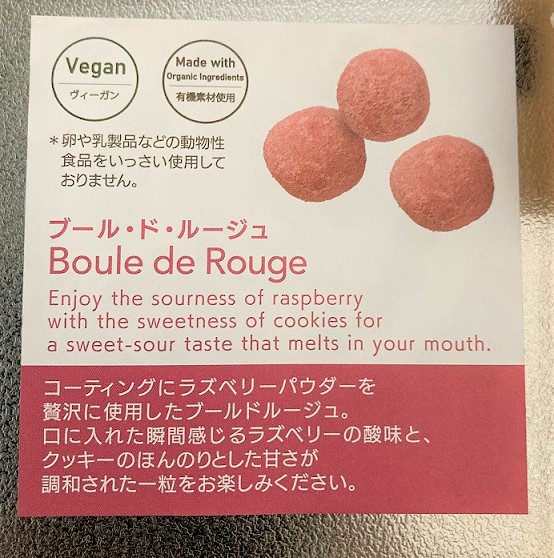 Vegan
ヴィーガン
Made with
Organic Ingredients
有機素材使用
＊卵や乳製品などの動物性
食品をいっさい使用して
おりません。
ブール・ド・ルージュ
Boule de Rouge
Enjoy the sourness of raspberry
with the sweetness of cookies for
a sweet-sour taste that melts in your mouth.
コーティングにラズベリーパウダーを
贅沢に使用したブールドルージュ。
口に入れた瞬間感じるラズベリーの酸味と、
クッキーのほんのりとした甘さが
調和された一粒をお楽しみください。